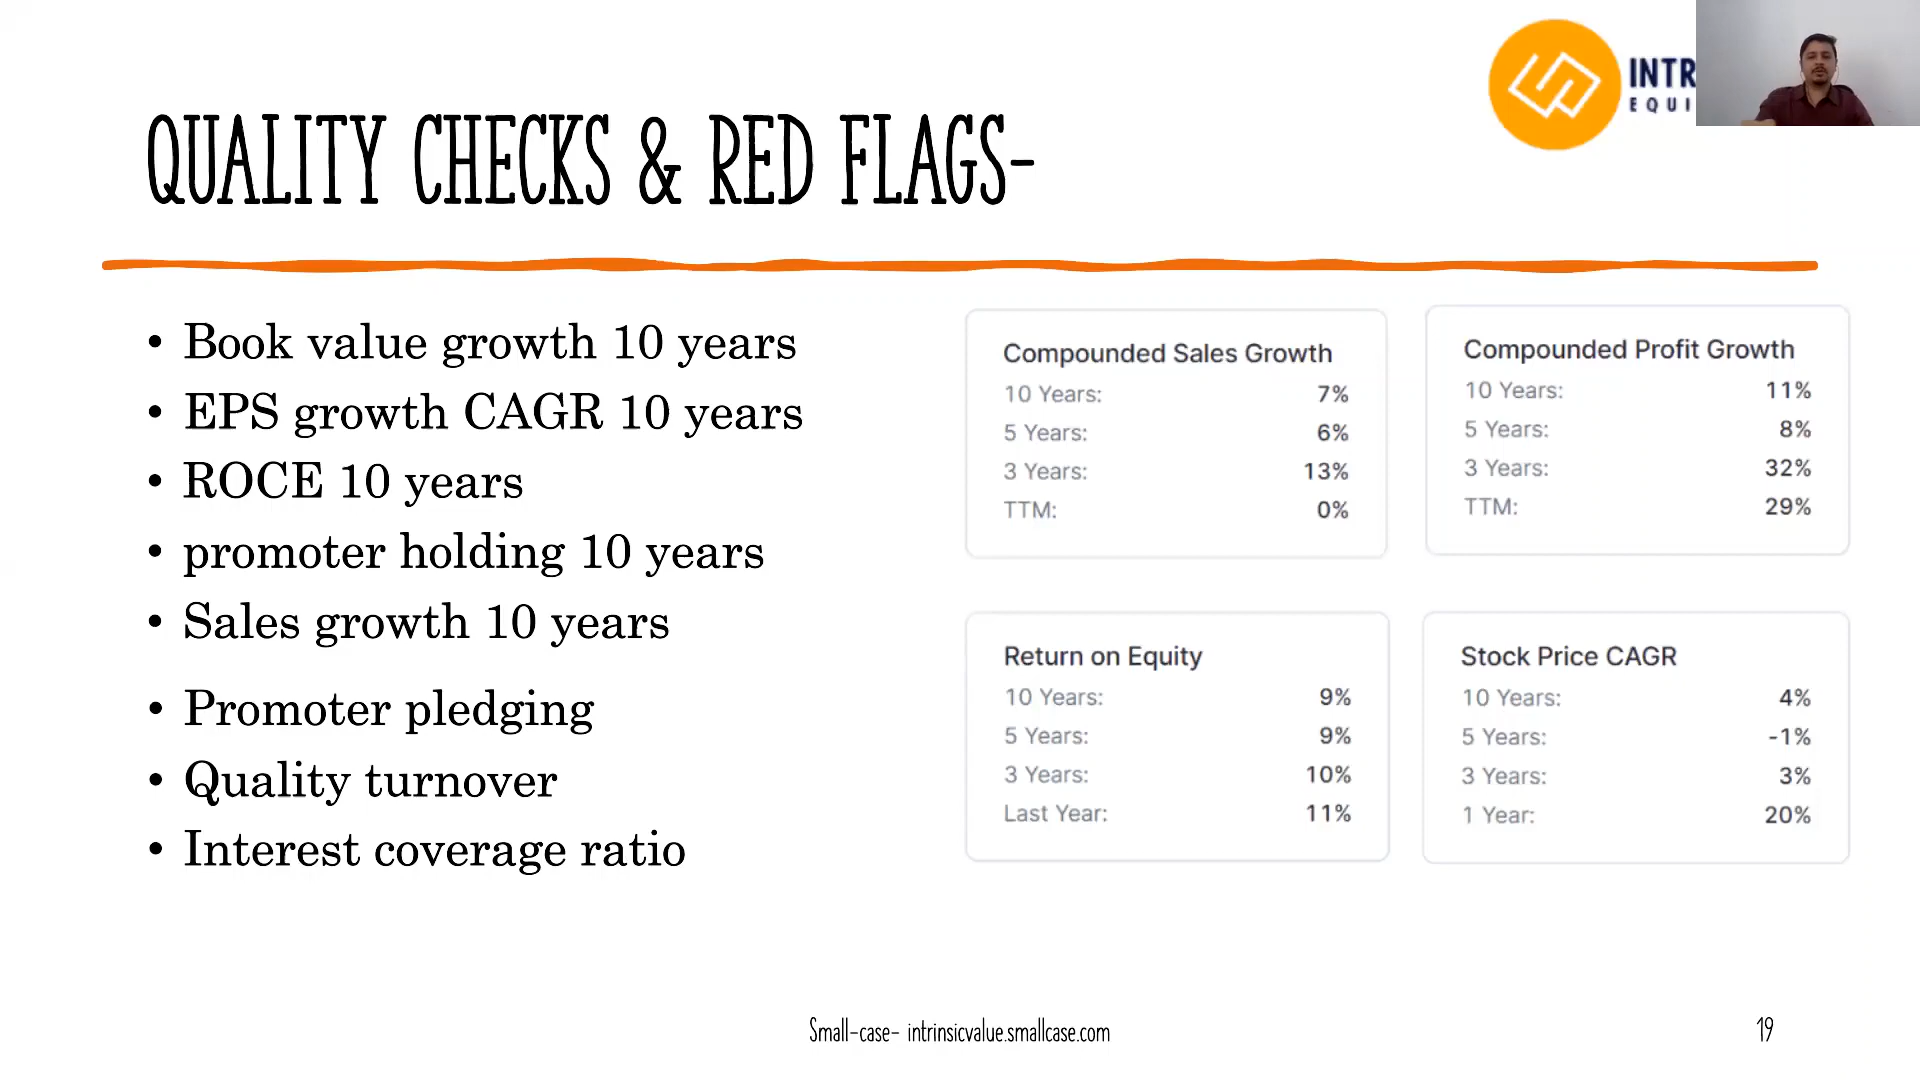 INTR
EQUI
QUALITY CHECKS & RED FLAGS-
• Book value growth 10 years
• EPS growth CAGR 10 years
• ROCE 10 years
• promoter holding 10 years
• Sales growth 10 years
• Promoter pledging
• Quality turnover
• Interest coverage ratio
Compounded Sales Growth
10 Years: 7%
5 Years: 6%
3 Years: 13%
TTM: 0%
Compounded Profit Growth
10 Years: 11%
5 Years: 8%
3 Years: 32%
TTM: 29%
Return on Equity
10 Years: 9%
5 Years: 9%
3 Years: 10%
Last Year: 11%
Stock Price CAGR
10 Years: 4%
5 Years: -1%
3 Years: 3%
1 Year: 20%
Small-case- intrinsicvalue.smallcase.com
19